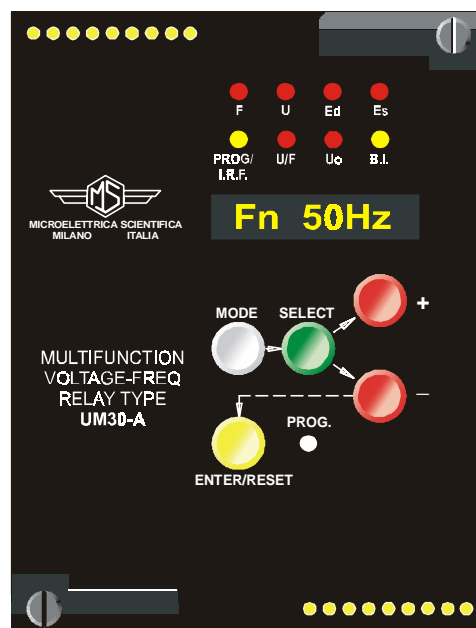 F U Ed Es
PROG/ I.R.F. U/F Uo B.I.
MS
MICROELETTRICA SCIENTIFICA
MILANO ITALIA
Fn 50Hz
MODE SELECT
+
MULTIFUNCTION
VOLTAGE-FREQ
RELAY TYPE
UM30-A
–
PROG.
ENTER/RESET